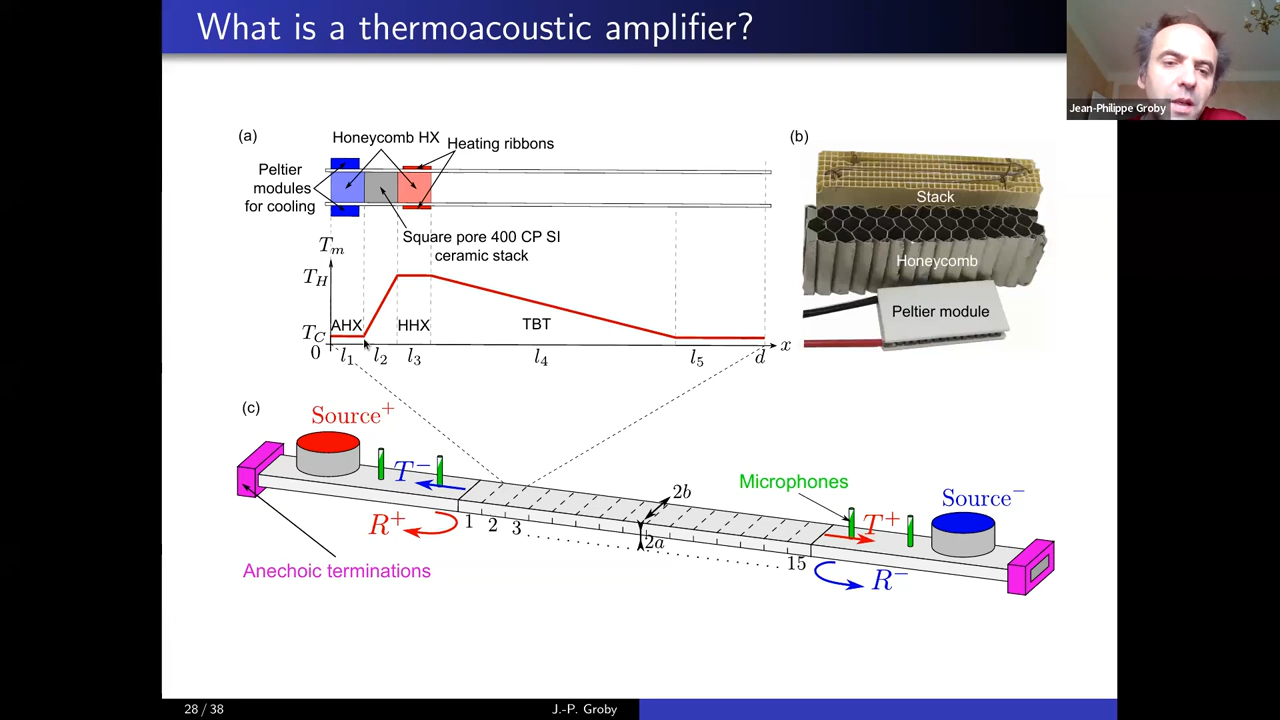 What is a thermoacoustic amplifier?
Jean-Philippe Groby
(a)
Honeycomb HX
Heating ribbons
Peltier
modules
for cooling
Square pore 400 CP SI
ceramic stack
T_m
T_H
T_C
AHX
HHX
TBT
0
l_1
l_2
l_3
l_4
l_5
d
x
(b)
Stack
Honeycomb
Peltier module
(c)
Source^+
T^-
R^+
1
2
3
2b
2a
15
Microphones
T^+
Source^-
R^-
Anechoic terminations
28 / 38
J.-P. Groby